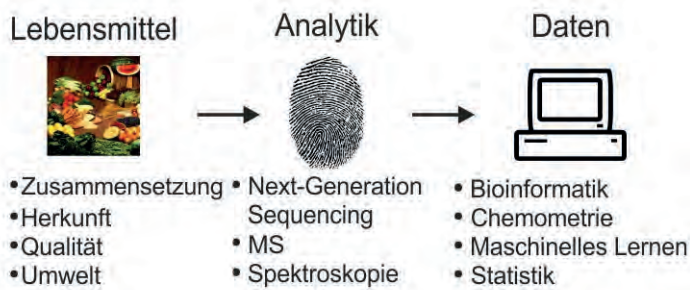 Lebensmittel
Analytik
Daten
•Zusammensetzung
•Herkunft
•Qualität
•Umwelt
• Next-Generation
Sequencing
• MS
• Spektroskopie
• Bioinformatik
• Chemometrie
• Maschinelles Lernen
• Statistik